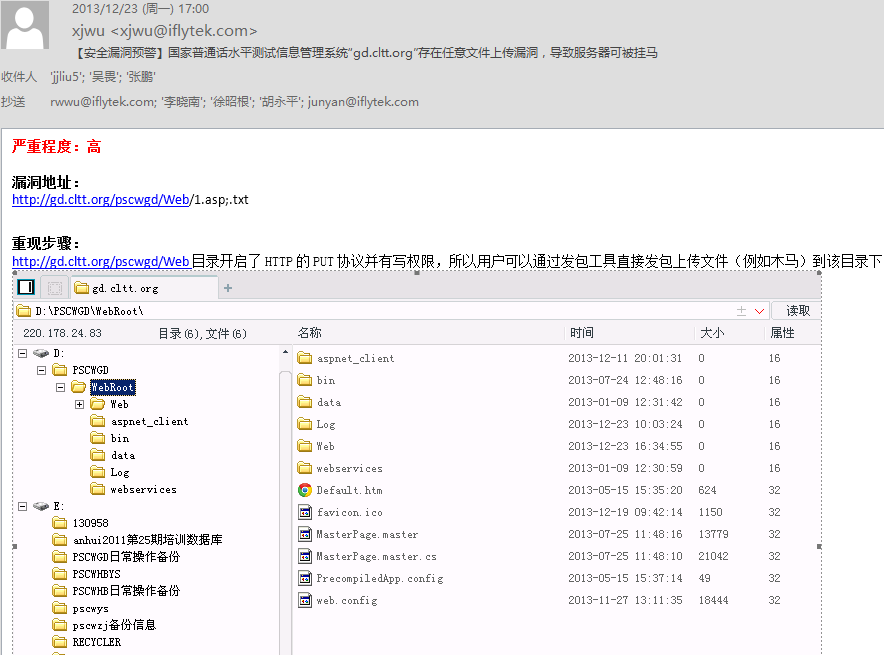 2013/12/23 (周一) 17:00
xjwu <xjwu@iflytek.com>
【安全漏洞预警】国家普通话水平测试信息管理系统“gd.cltt.org”存在任意文件上传漏洞，导致服务器可被挂马
收件人 'jjliu5'; '吴畏'; '张鹏'
抄送 rwwu@iflytek.com; '李晓南'; '徐昭根'; '胡永平'; junyan@iflytek.com
严重程度：高
漏洞地址：
http://gd.cltt.org/pscwgd/Web/1.asp;.txt
重现步骤：
http://gd.cltt.org/pscwgd/Web目录开启了HTTP的PUT协议并有写权限，所以用户可以通过发包工具直接发包上传文件（例如木马）到该目录下
gd.cltt.org +
D:\PSCWGD\WebRoot\ 读取
220.178.24.83 目录(6),文件(6)
D:
PSCWGD
WebRoot
Web
aspnet_client
bin
data
Log
webservices
E:
130958
anhui2011第25期培训数据库
PSCWGD日常操作备份
PSCWHBYS
PSCWHB日常操作备份
pscwys
pscwzj备份信息
RECYCLER
名称 时间 大小 属性
aspnet_client 2013-12-11 20:01:31 0 16
bin 2013-07-24 12:48:16 0 16
data 2013-01-09 12:31:42 0 16
Log 2013-12-23 10:03:24 0 16
Web 2013-12-23 16:34:55 0 16
webservices 2013-01-09 12:30:59 0 16
Default.htm 2013-05-15 15:35:20 624 32
favicon.ico 2013-12-19 09:42:14 1150 32
MasterPage.master 2013-07-25 11:48:16 13779 32
MasterPage.master.cs 2013-07-25 11:48:10 21042 32
PrecompiledApp.config 2013-05-15 15:37:14 49 32
web.config 2013-11-27 13:11:35 18444 32